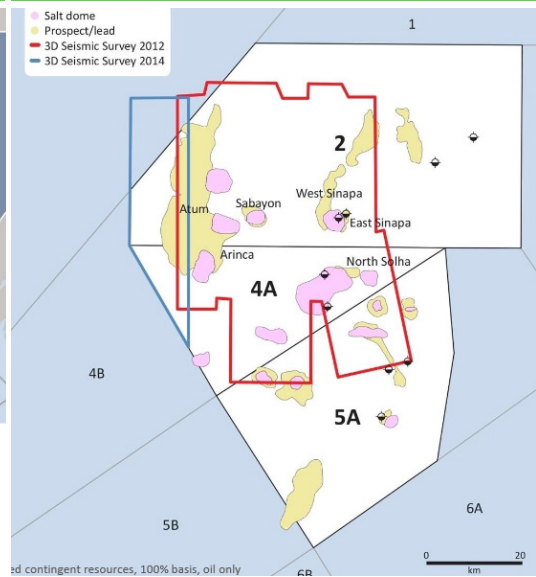 Salt dome
Prospect/lead
3D Seismic Survey 2012
3D Seismic Survey 2014
1
2
West Sinapa
Sabayon
Atum
East Sinapa
Arinca
North Solha
4A
4B
5A
6A
5B
0 20
km
ed contingent resources, 100% basis, oil only
6B